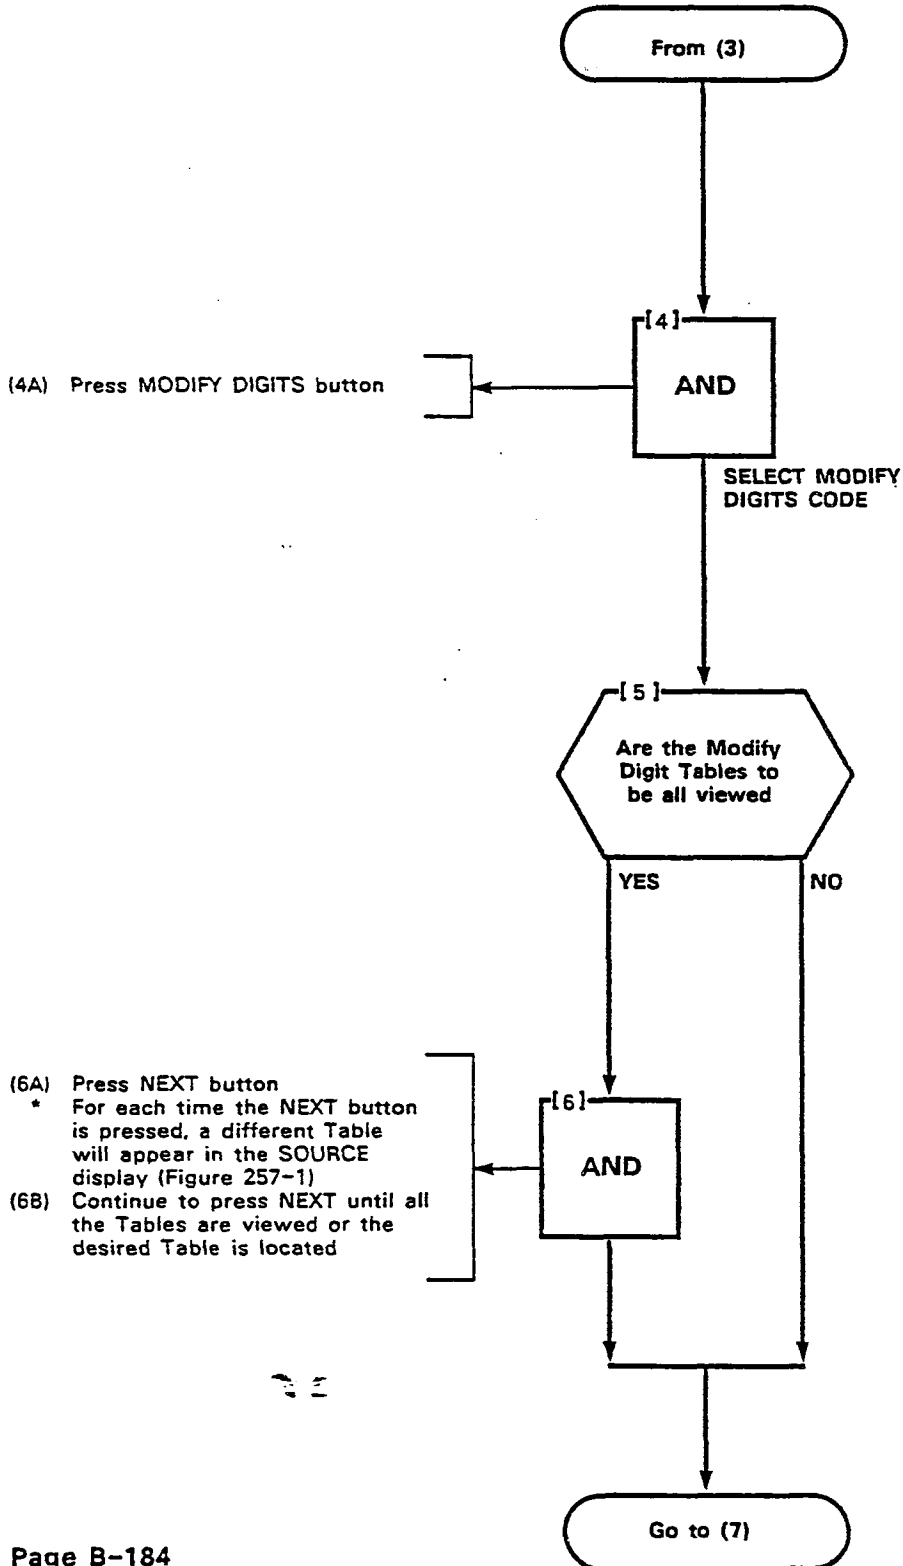 From (3)
[4]
(4A) Press MODIFY DIGITS button
AND
SELECT MODIFY
DIGITS CODE
[5]
Are the Modify
Digit Tables to
be all viewed
YES
NO
(6A) Press NEXT button
* For each time the NEXT button
is pressed, a different Table
will appear in the SOURCE
display (Figure 257-1)
(6B) Continue to press NEXT until all
the Tables are viewed or the
desired Table is located
[6]
AND
Go to (7)
Page B-184